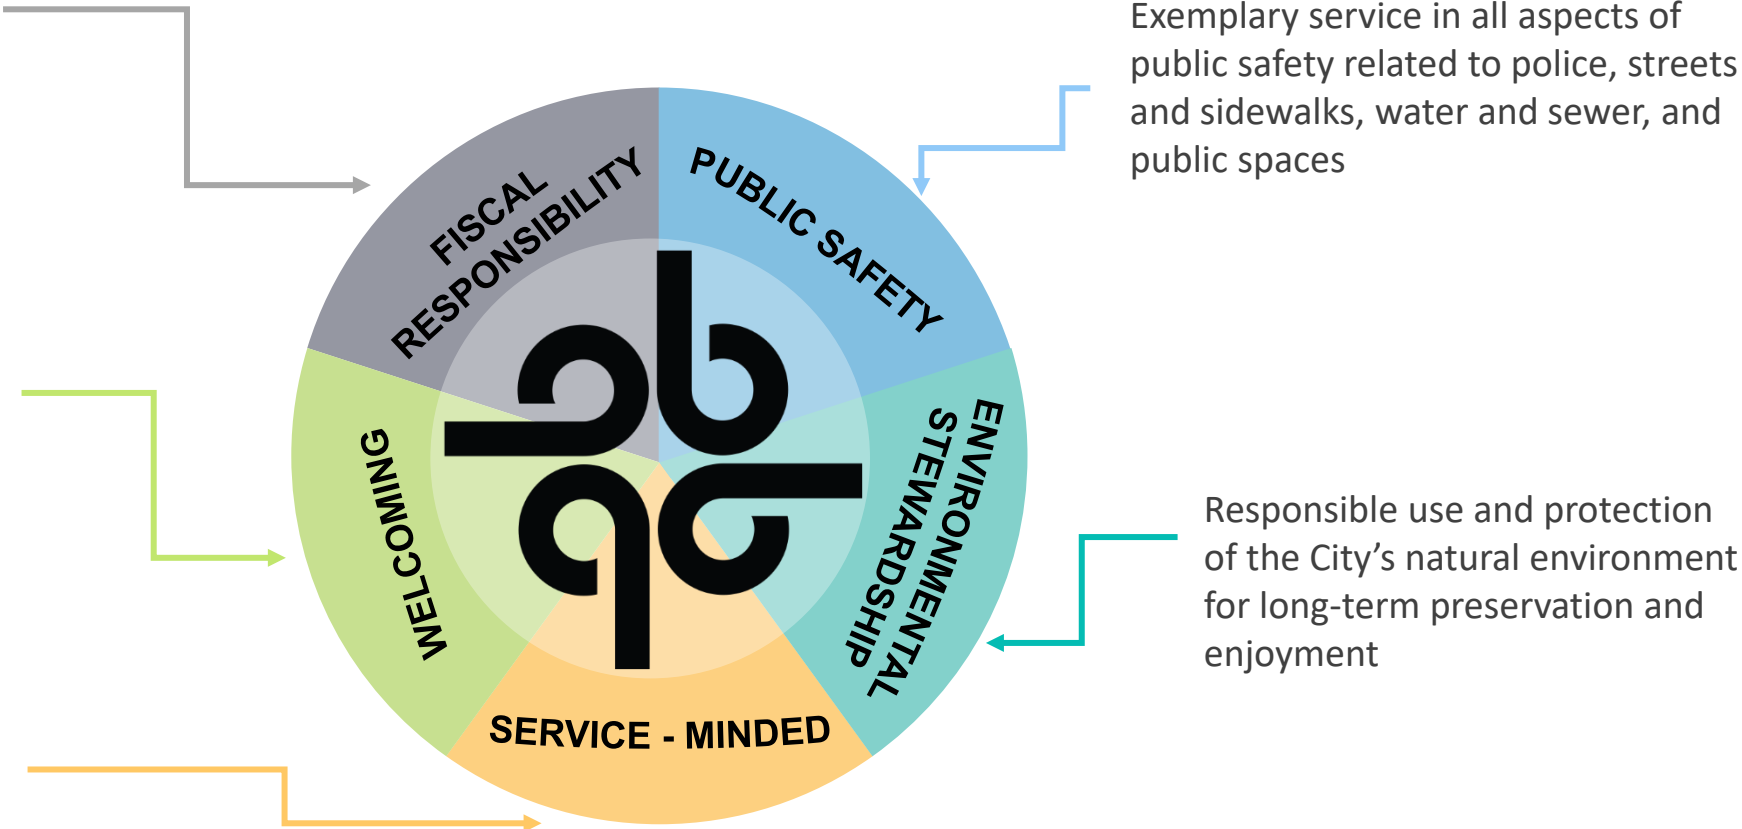 Exemplary service in all aspects of
public safety related to police, streets
and sidewalks, water and sewer, and
public spaces
FISCAL
RESPONSIBILITY
PUBLIC SAFETY
ENVIRONMENTAL
STEWARDSHIP
WELCOMING
SERVICE - MINDED
Responsible use and protection
of the City’s natural environment
for long-term preservation and
enjoyment